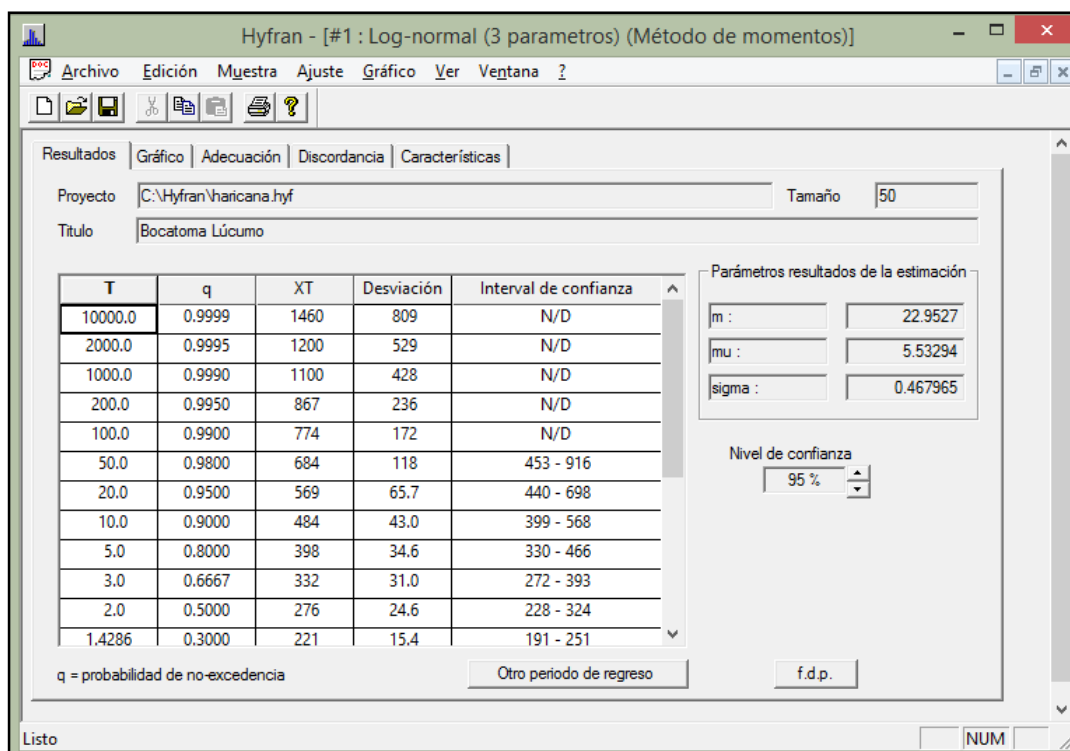 Hyfran - [#1 : Log-normal (3 parametros) (Método de momentos)]
DOC Archivo Edición Muestra Ajuste Gráfico Ver Ventana ?
Resultados Gráfico Adecuación Discordancia Características
Proyecto C:\Hyfran\haricana.hyf Tamaño 50
Titulo Bocatoma Lúcumo
T q XT Desviación Interval de confianza
10000.0 0.9999 1460 809 N/D
2000.0 0.9995 1200 529 N/D
1000.0 0.9990 1100 428 N/D
200.0 0.9950 867 236 N/D
100.0 0.9900 774 172 N/D
50.0 0.9800 684 118 453 - 916
20.0 0.9500 569 65.7 440 - 698
10.0 0.9000 484 43.0 399 - 568
5.0 0.8000 398 34.6 330 - 466
3.0 0.6667 332 31.0 272 - 393
2.0 0.5000 276 24.6 228 - 324
1.4286 0.3000 221 15.4 191 - 251
Parámetros resultados de la estimación
m : 22.9527
mu : 5.53294
sigma : 0.467965
Nivel de confianza
95 %
q = probabilidad de no-excedencia
Otro periodo de regreso
f.d.p.
Listo NUM